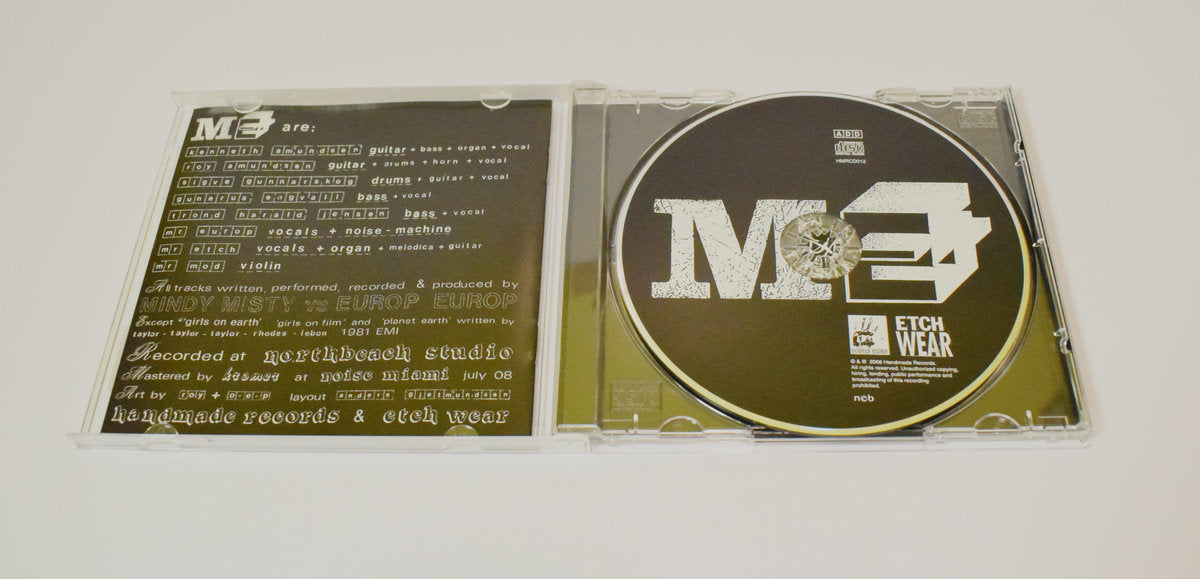 M3 are:
kenneth amundsen guitar + bass + organ + vocal
roy amundsen guitar + drums + horn + vocal
sigve gunnarskog drums + guitar + vocal
gunerus eagvall bass + vocal
trond harald jensen bass + vocal
mr europ vocals + noise-machine
mr etch vocals + organ + melodica + guitar
mr mod violin
All tracks written, performed, recorded & produced by
MINDY MISTY vs EUROP EUROP
Except "'girls on earth' 'girls on film' and 'planet earth' written by
taylor - taylor - taylor - rhodes - lebon 1981 EMI
Recorded at northbeach studio
Mastered by at noise miami july 08
Art by roy + o-e-p layout anders gjetmundsen
handmade records & etch wear
ADD
disc
HMRCD012
M3
ETCH
WEAR
© & ℗ 2008 Handmade Records.
All rights reserved. Unauthorized copying,
hiring, lending, public performance and
broadcasting of this recording
prohibited.
n©b